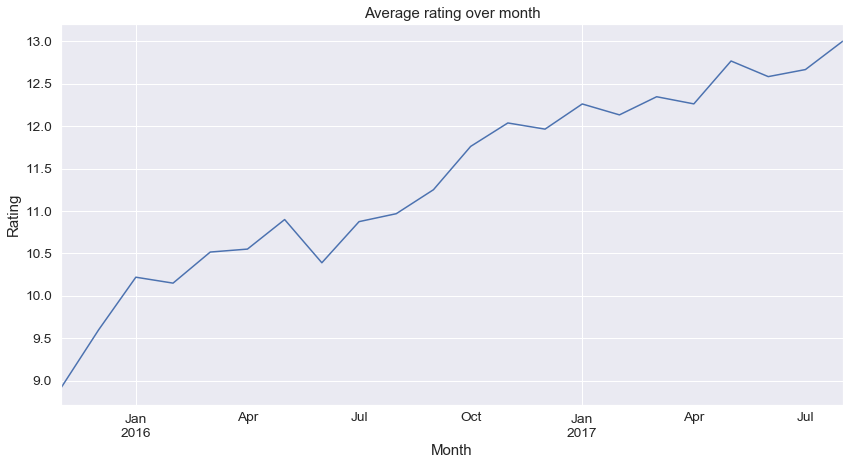 Average rating over month
Rating
13.0
12.5
12.0
11.5
11.0
10.5
10.0
9.5
9.0
Jan Apr Jul Oct Jan Apr Jul
2016 2017
Month